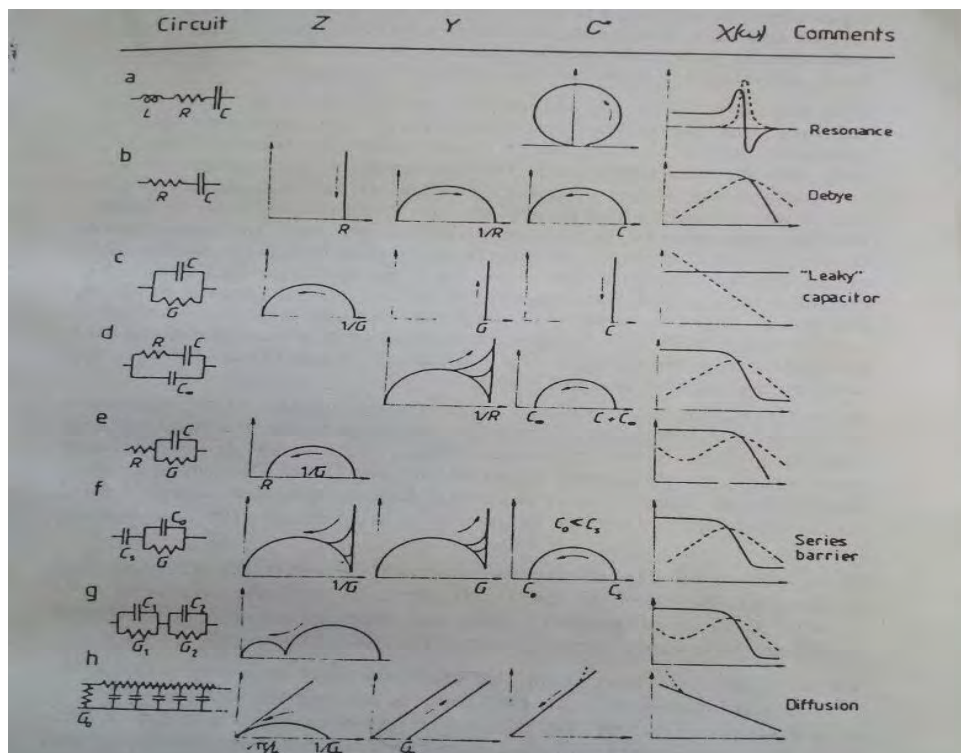 Circuit Z Y C* X(ω) Comments
a
L R C
Resonance
b
R C
R 1/R C
Debye
c
C
G
1/G G C
"Leaky"
capacitor
d
R C
C∞
1/R C∞ C+C∞
e
C
R G
R 1/G
f
C₀
Cₛ G
1/G G C₀ Cₛ
C₀<Cₛ
Series
barrier
g
C₁ C₂
G₁ G₂
h
G₀
1/G₀ G₀
Diffusion